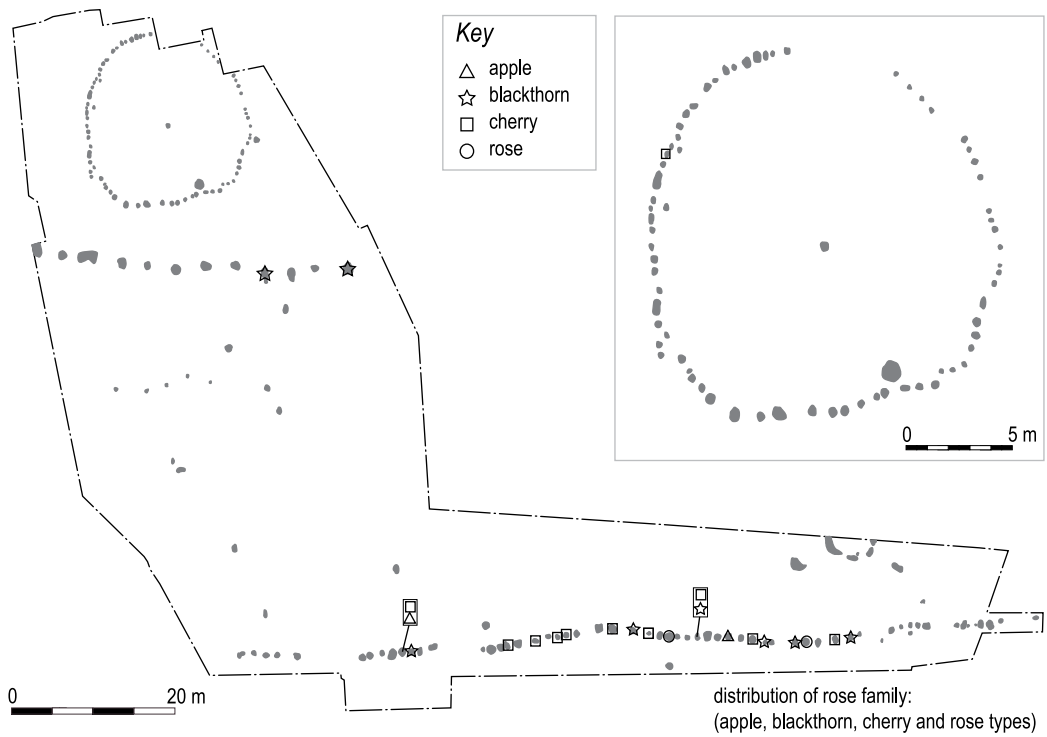 Key
apple
blackthorn
cherry
rose
0 5 m
0 20 m
distribution of rose family:
(apple, blackthorn, cherry and rose types)